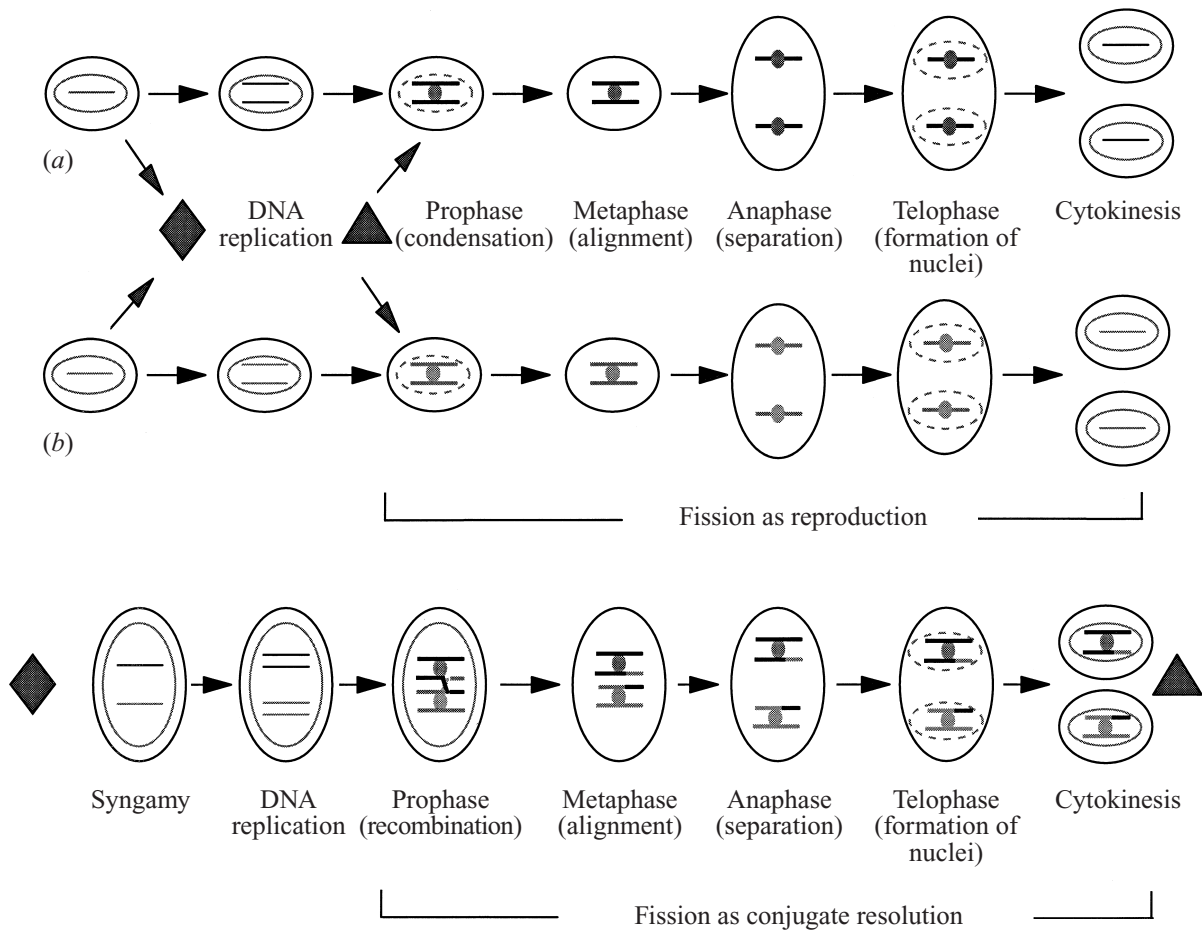 (a)
DNA
replication
Prophase
(condensation)
Metaphase
(alignment)
Anaphase
(separation)
Telophase
(formation of
nuclei)
Cytokinesis
(b)
Fission as reproduction
Syngamy
DNA
replication
Prophase
(recombination)
Metaphase
(alignment)
Anaphase
(separation)
Telophase
(formation of
nuclei)
Cytokinesis
Fission as conjugate resolution